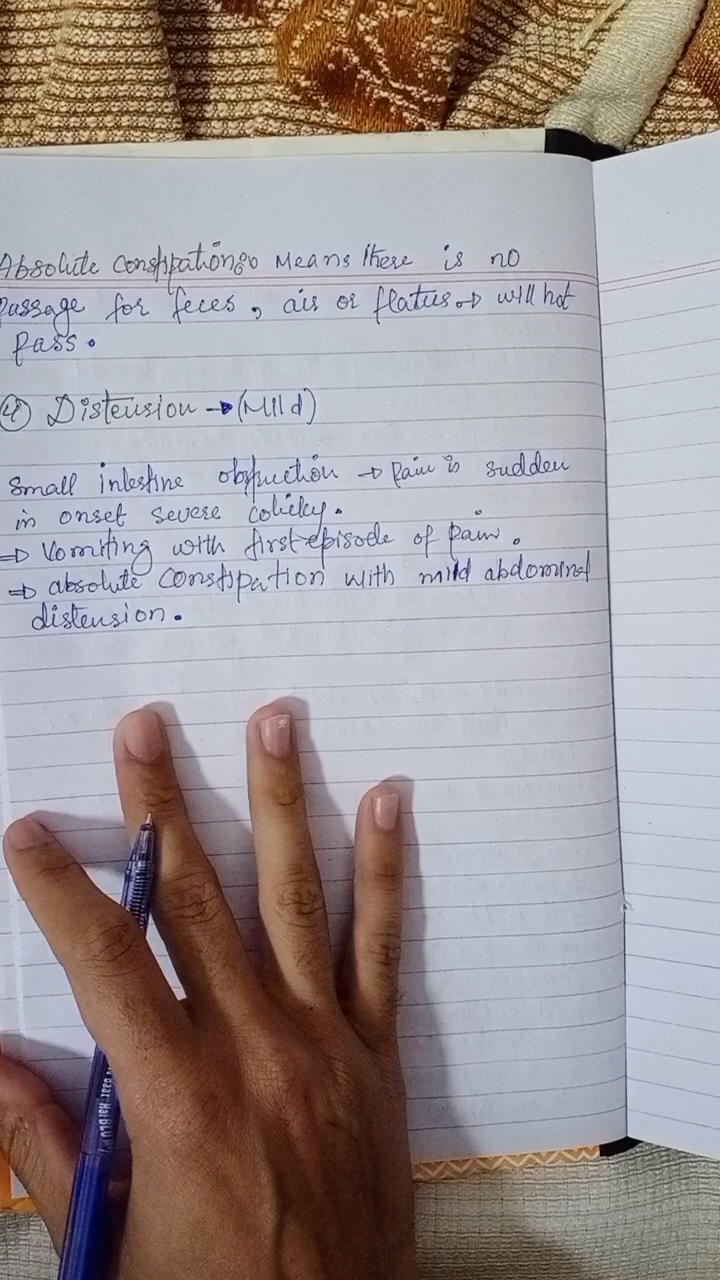 Absolute Constipation:- Means there is no
passage for feces, air or flatus → will not
pass.
④ Distension → (Mild)
Small intestine obstruction → Pain is sudden
in onset severe colicky.
⇒ Vomiting with first episode of Pain.
⇒ absolute constipation with mild abdominal
distension.